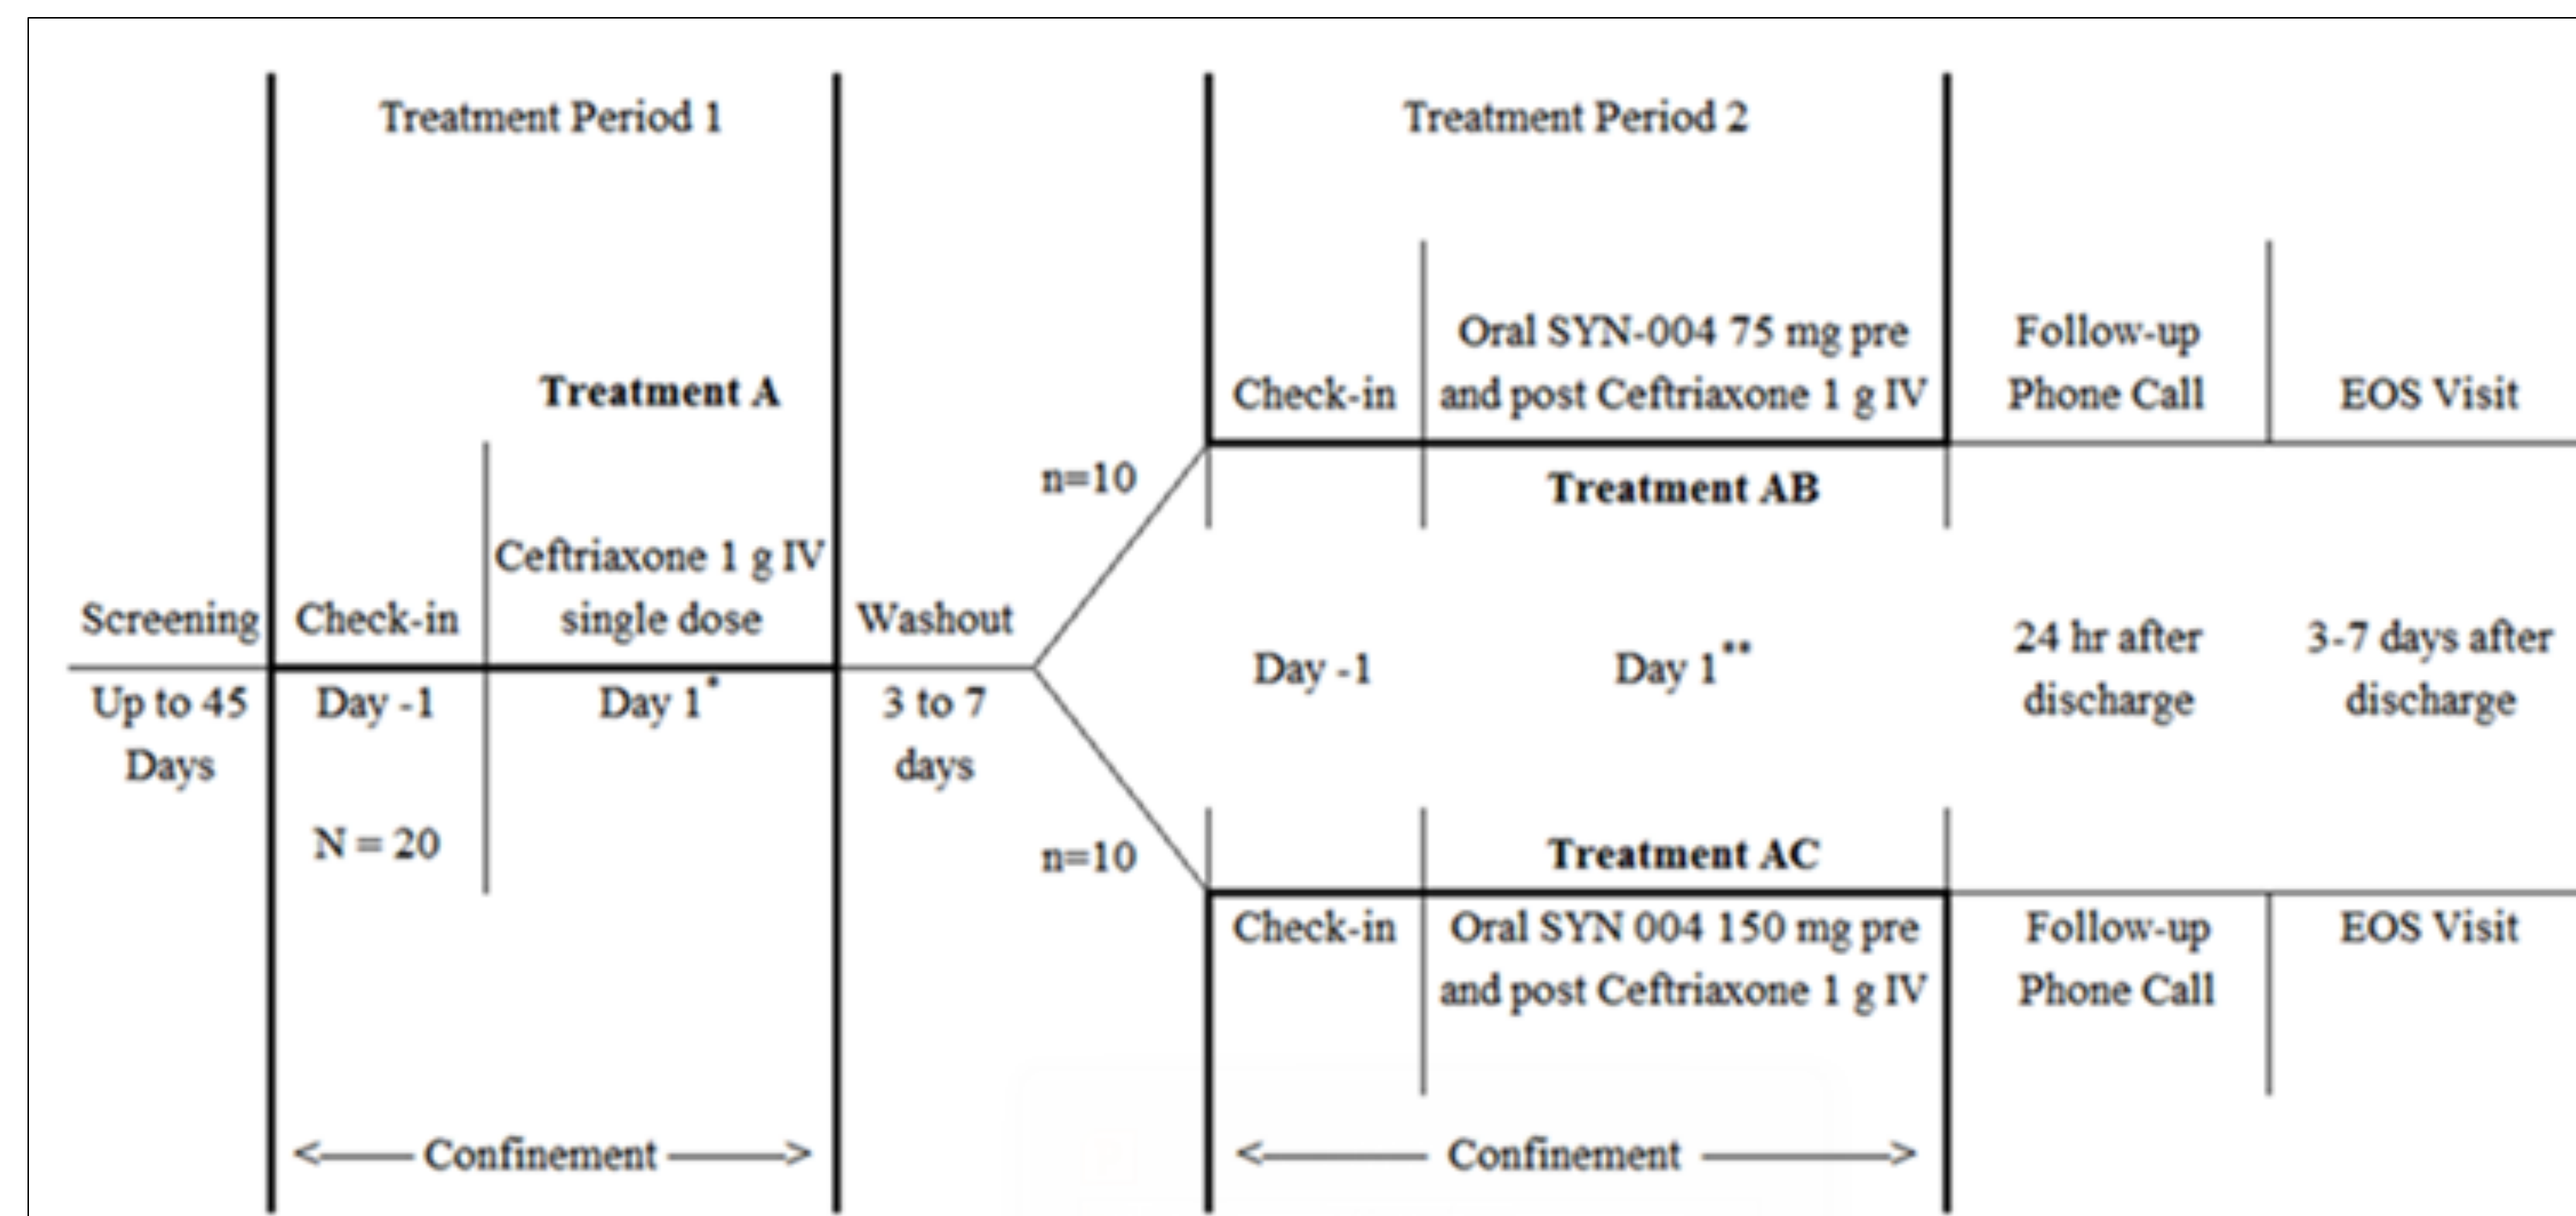 Treatment Period 1
Treatment Period 2
Treatment A
Ceftriaxone 1 g IV
single dose
Screening
Check-in
Washout
Up to 45
Days
Day -1
Day 1*
3 to 7
days
N = 20
Confinement
n=10
n=10
Oral SYN-004 75 mg pre
and post Ceftriaxone 1 g IV
Check-in
Follow-up
Phone Call
EOS Visit
Treatment AB
Day -1
Day 1**
24 hr after
discharge
3-7 days after
discharge
Treatment AC
Check-in
Oral SYN 004 150 mg pre
and post Ceftriaxone 1 g IV
Follow-up
Phone Call
EOS Visit
Confinement